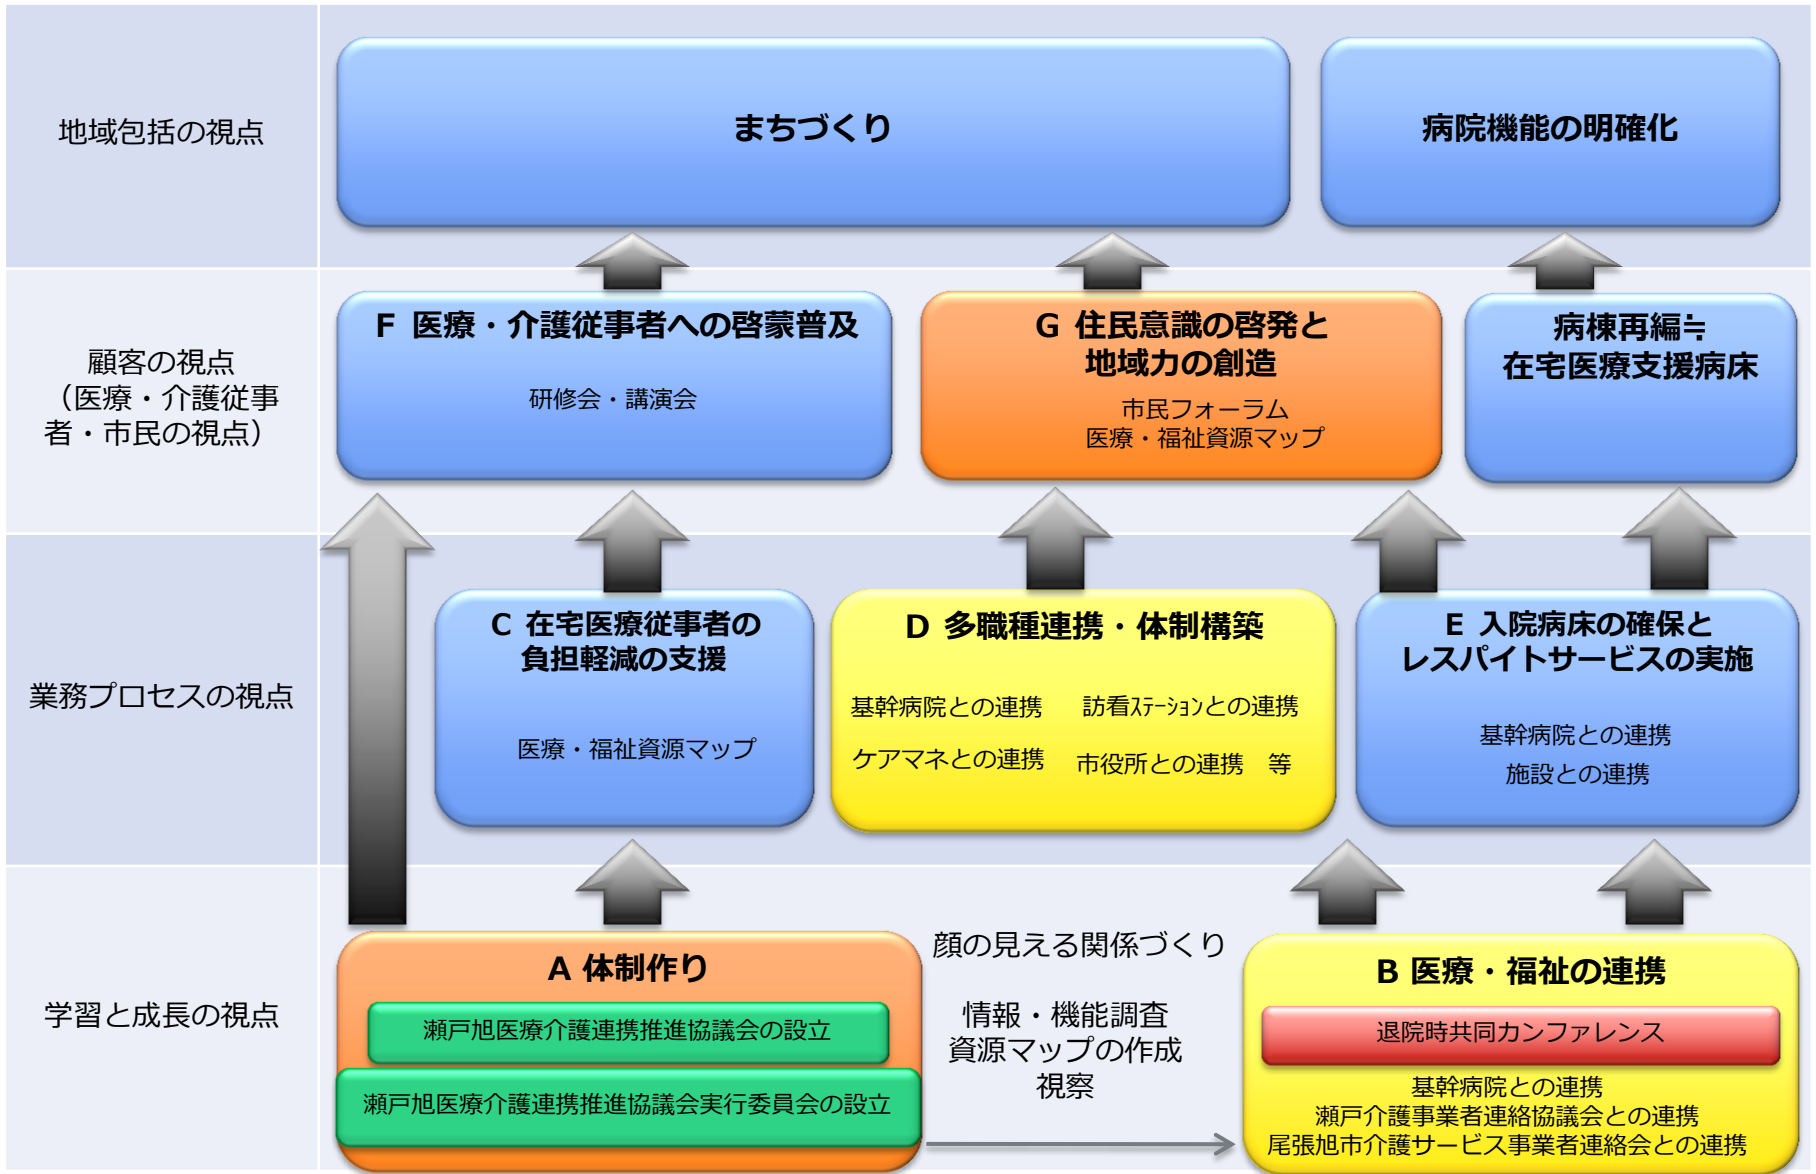 地域包括の視点
まちづくり
病院機能の明確化
顧客の視点
（医療・介護従事
者・市民の視点）
F 医療・介護従事者への啓蒙普及
研修会・講演会
G 住民意識の啓発と
地域力の創造
市民フォーラム
医療・福祉資源マップ
病棟再編≒
在宅医療支援病床
業務プロセスの視点
C 在宅医療従事者の
負担軽減の支援
医療・福祉資源マップ
D 多職種連携・体制構築
基幹病院との連携
訪看ｽﾃｰｼｮﾝとの連携
ケアマネとの連携
市役所との連携　等
E 入院病床の確保と
レスパイトサービスの実施
基幹病院との連携
施設との連携
学習と成長の視点
A 体制作り
瀬戸旭医療介護連携推進協議会の設立
瀬戸旭医療介護連携推進協議会実行委員会の設立
顔の見える関係づくり
情報・機能調査
資源マップの作成
視察
B 医療・福祉の連携
退院時共同カンファレンス
基幹病院との連携
瀬戸介護事業者連絡協議会との連携
尾張旭市介護サービス事業者連絡会との連携